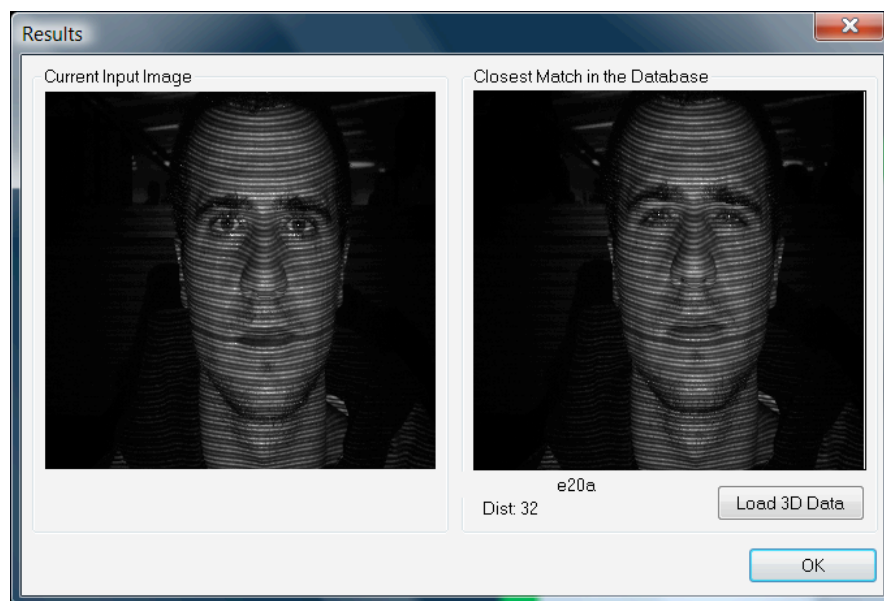 Results
Current Input Image
Closest Match in the Database
e20a
Dist: 32
Load 3D Data
OK